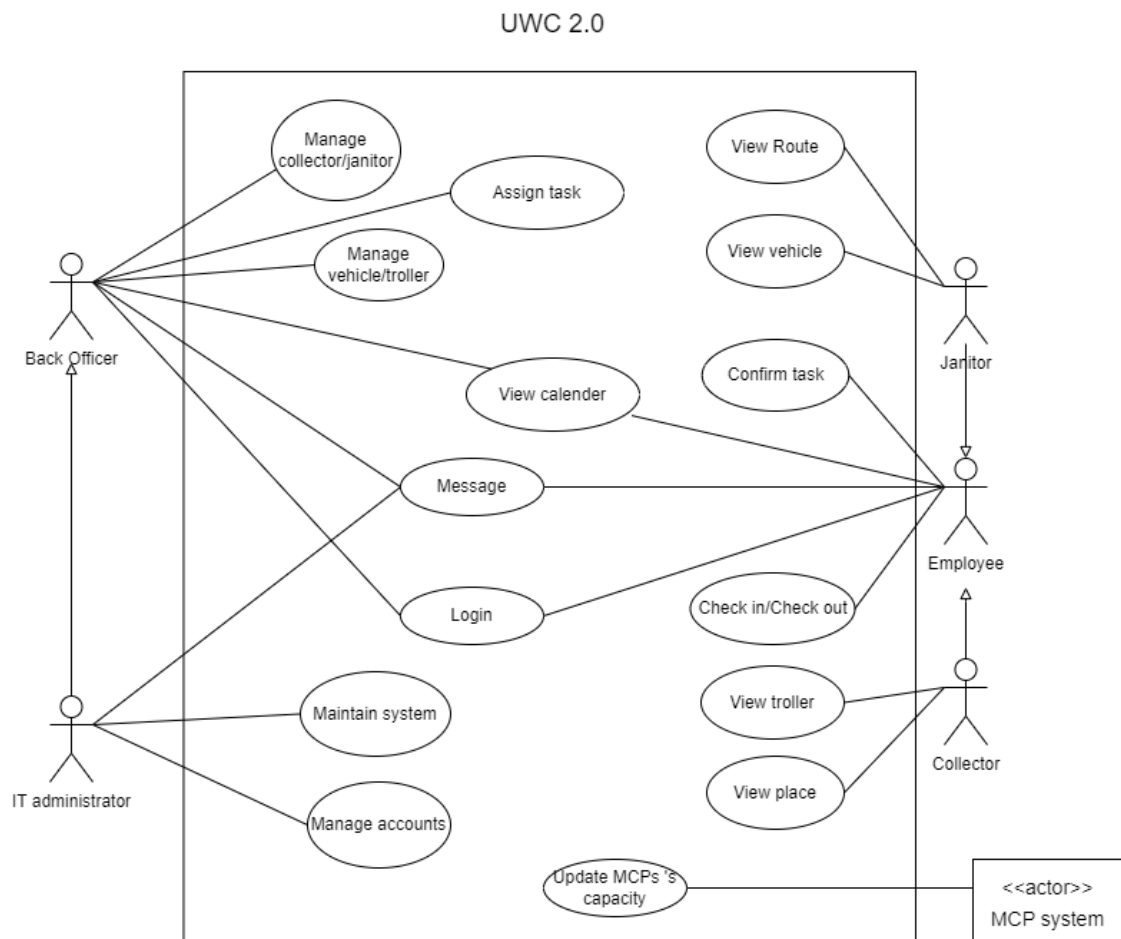 UWC 2.0
Manage
collector/janitor
View Route
Assign task
Manage
vehicle/troller
View vehicle
Back Officer
Janitor
Confirm task
View calender
Message
Employee
Login
Check in/Check out
Maintain system
View troller
Collector
IT administrator
View place
Manage accounts
Update MCPs 's
capacity
<<actor>>
MCP system